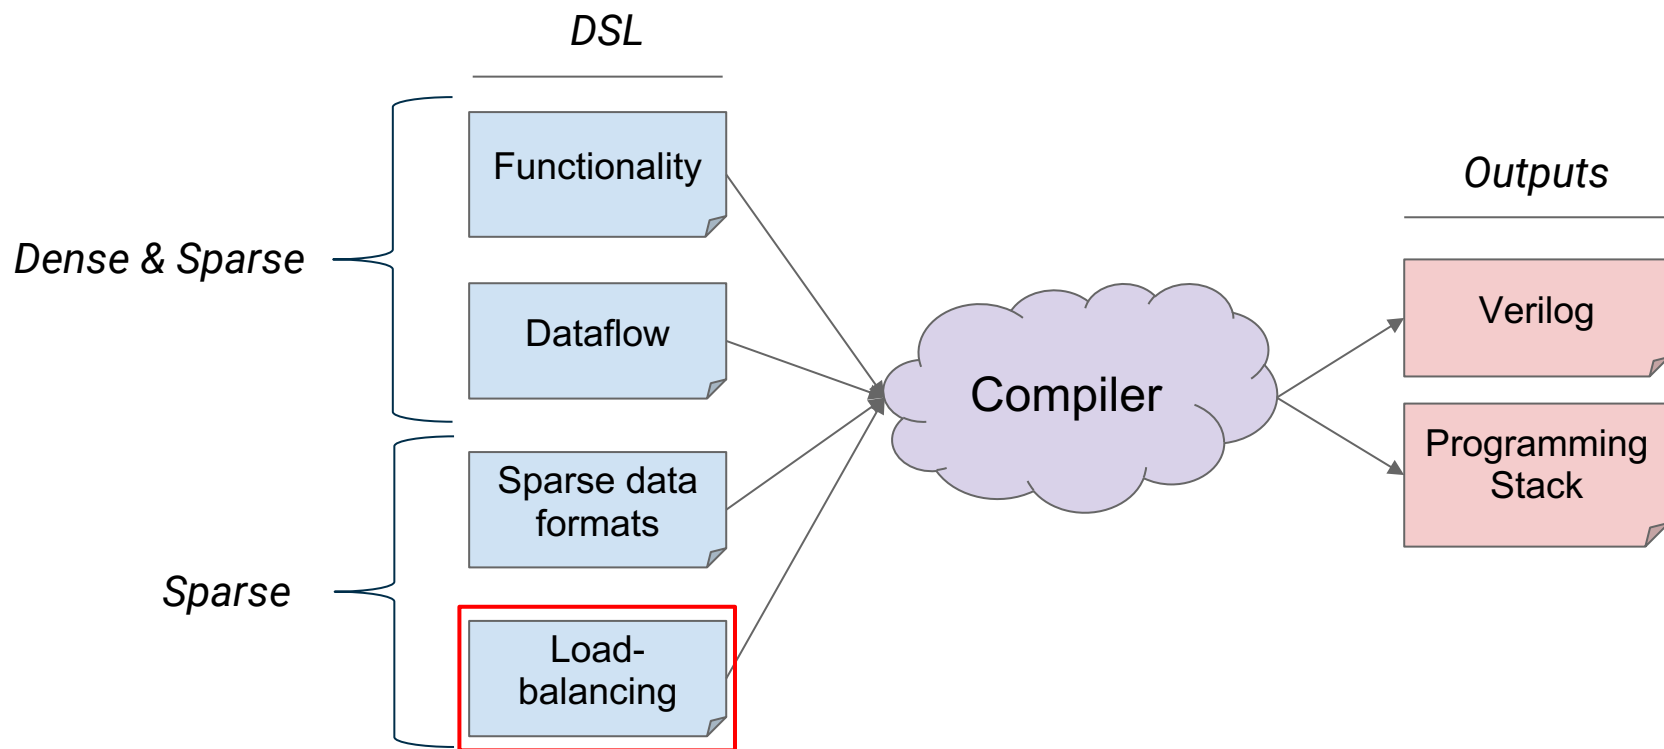 DSL
Functionality
Dense & Sparse
Dataflow
Sparse data
formats
Sparse
Load-
balancing
Compiler
Outputs
Verilog
Programming
Stack